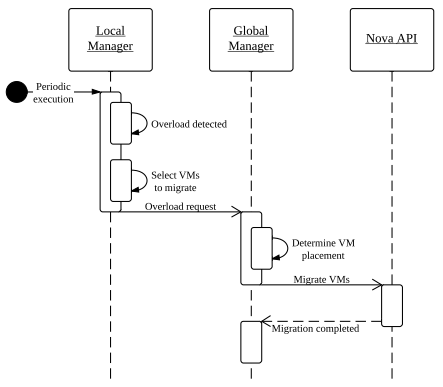 Local
Manager
Global
Manager
Nova API
Periodic
execution
Overload detected
Select VMs
to migrate
Overload request
Determine VM
placement
Migrate VMs
Migration completed